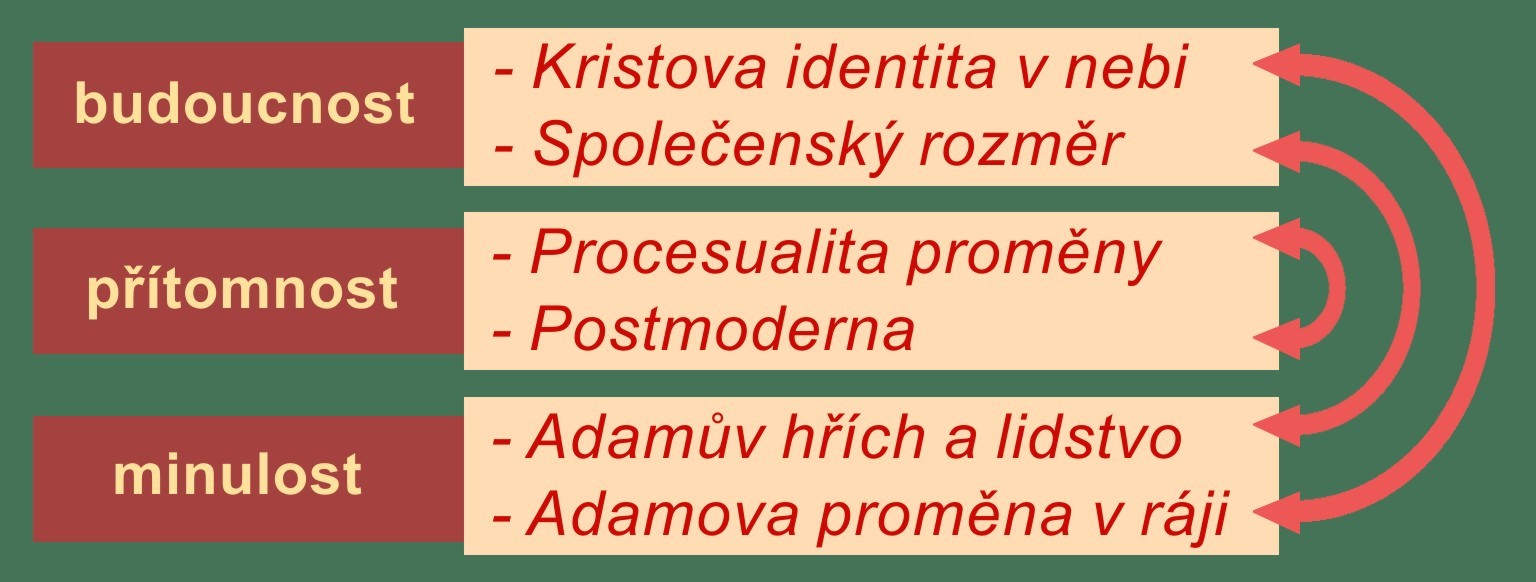 budoucnost
- Kristova identita v nebi
- Společenský rozměr
přítomnost
- Procesualita proměny
- Postmoderna
minulost
- Adamův hřích a lidstvo
- Adamova proměna v ráji